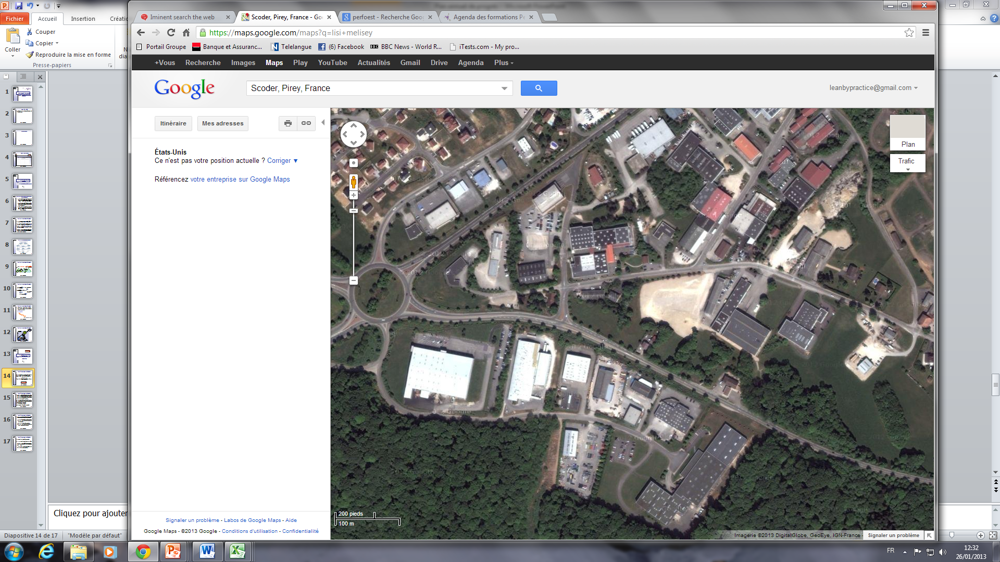 Fichier
Accueil
Insertion
Créatio
Coller
Couper
Copier
Reproduire la mise en forme
Presse-papiers
N
dia
Iminent search the web
Scoder, Pirey, France - Go
perfoest - Recherche Goo
Agenda des formations Pe
https://maps.google.com/maps?q=lisi+melisey
Portail Groupe
Banque et Assuranc...
Telelangue
(6) Facebook
BBC News - World R...
iTests.com - My pro...
+Vous
Recherche
Images
Maps
Play
YouTube
Actualités
Gmail
Drive
Agenda
Plus
Google
Scoder, Pirey, France
leanbypractice@gmail.com
Itinéraire
Mes adresses
États-Unis
Ce n'est pas votre position actuelle ? Corriger ▼
Référencez votre entreprise sur Google Maps
Plan
Trafic
1
2
3
4
5
6
7
8
9
10
11
12
13
14
15
16
17
200 pieds
100 m
Signaler un problème - Labos de Google Maps - Aide
Google Maps - ©2013 Google - Conditions d'utilisation - Confidentialité
Imagerie ©2013 DigitalGlobe, GeoEye, IGN-France -
Signaler un problème
Cliquez pour ajouter
Diapositive 14 de 17
"Modèle par défaut"
FR
12:32
26/01/2013